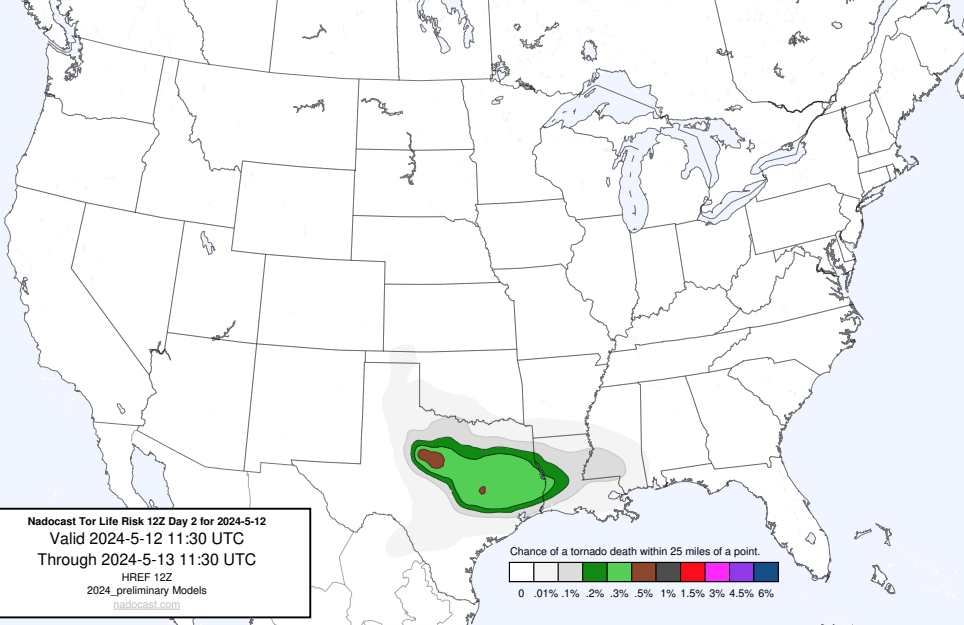 Nadocast Tor Life Risk 12Z Day 2 for 2024-5-12
Valid 2024-5-12 11:30 UTC
Through 2024-5-13 11:30 UTC
HREF 12Z
2024_preliminary Models
nadocast.com
Chance of a tornado death within 25 miles of a point.
0 .01% .1% .2% .3% .5% 1% 1.5% 3% 4.5% 6%